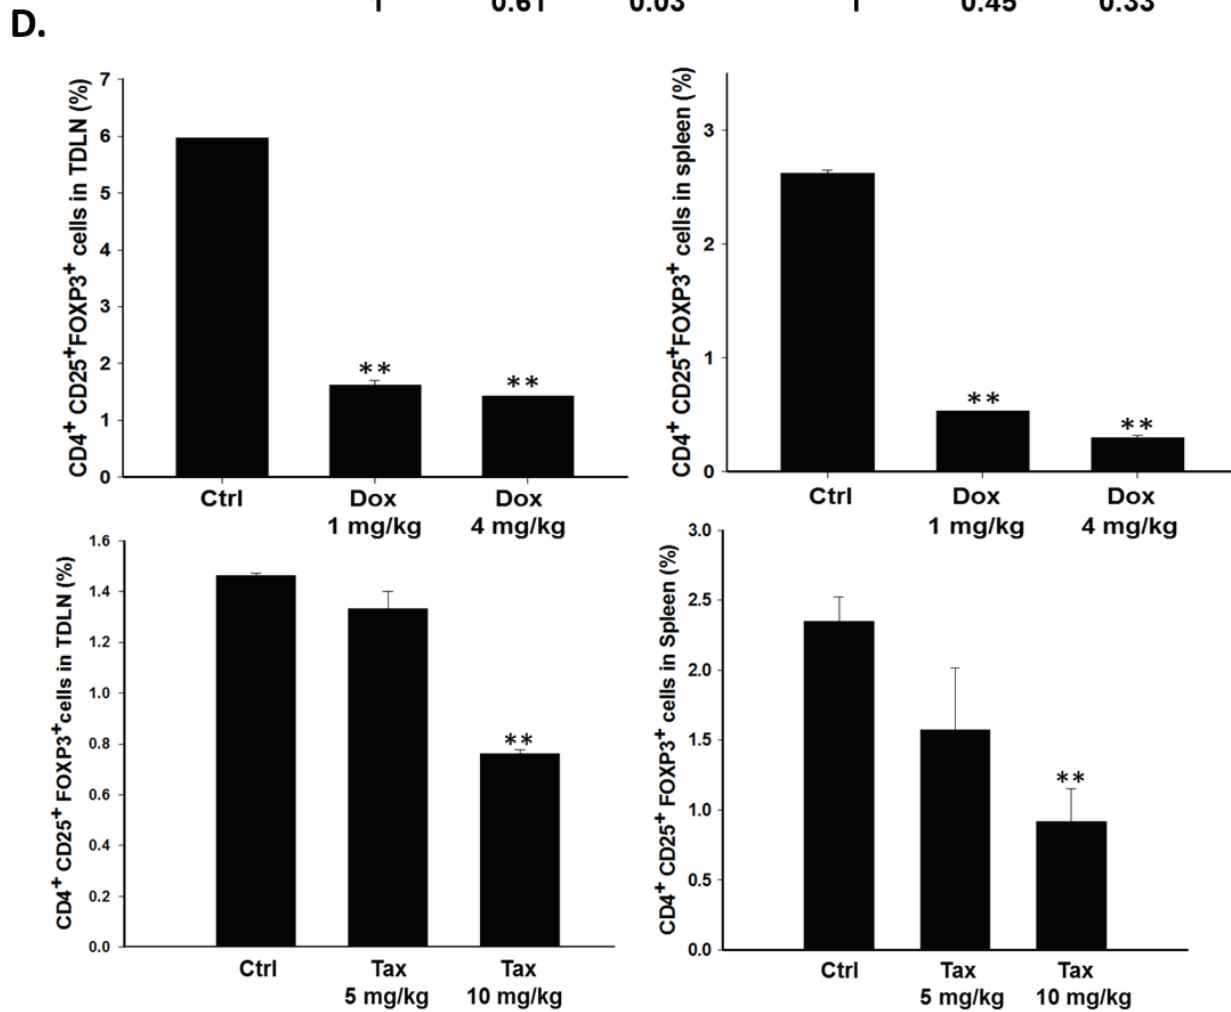 1 0.61 0.03 1 0.45 0.33
D.
CD4+ CD25+FOXP3+ cells in TDLN (%)
7
6
5
4
3
2
1
0
**
**
Ctrl
Dox
1 mg/kg
Dox
4 mg/kg
CD4+ CD25+FOXP3+ cells in spleen (%)
3
2
1
0
**
**
Ctrl
Dox
1 mg/kg
Dox
4 mg/kg
CD4+ CD25+ FOXP3+cells in TDLN (%)
1.6
1.4
1.2
1.0
0.8
0.6
0.4
0.2
0.0
**
Ctrl
Tax
5 mg/kg
Tax
10 mg/kg
CD4+ CD25+ FOXP3+ cells in Spleen (%)
3.0
2.5
2.0
1.5
1.0
0.5
0.0
**
Ctrl
Tax
5 mg/kg
Tax
10 mg/kg